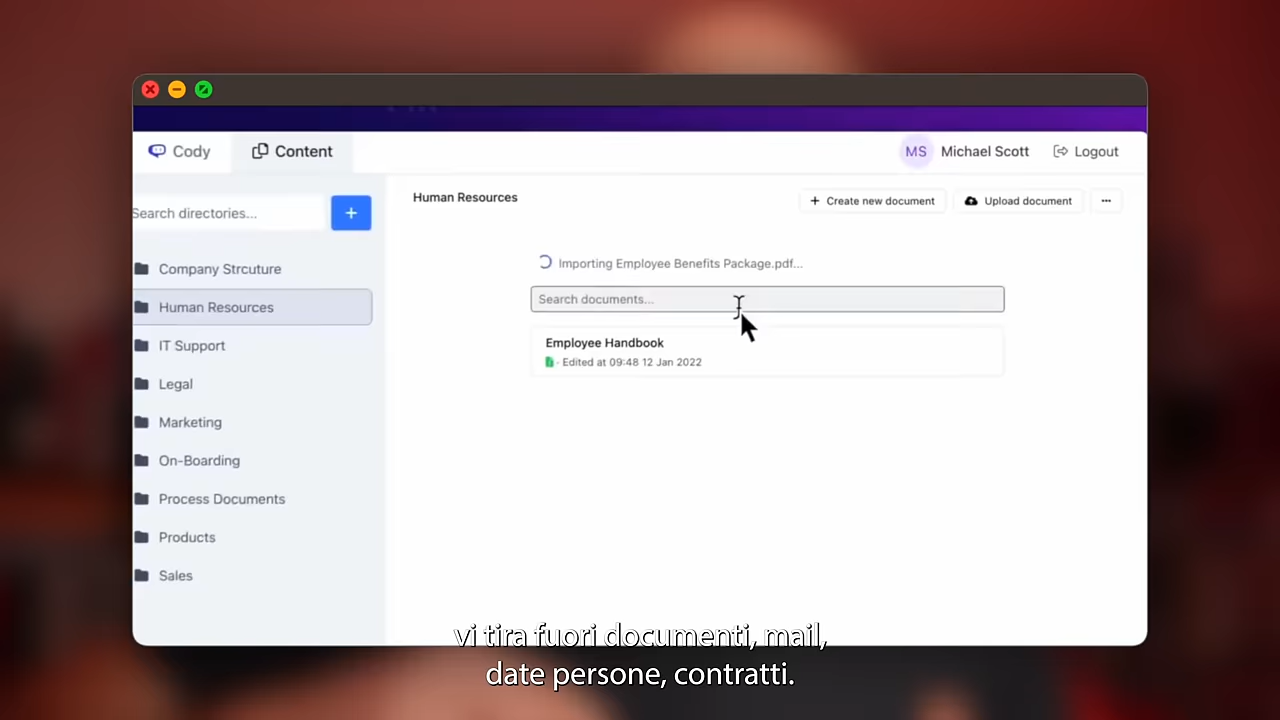 Cody
Content
MS Michael Scott
Logout
Search directories...
+
Human Resources
+ Create new document
Upload document
...
Company Strcuture
Human Resources
IT Support
Legal
Marketing
On-Boarding
Process Documents
Products
Sales
Importing Employee Benefits Package.pdf...
Search documents...
Employee Handbook
· Edited at 09:48 12 Jan 2022
vi tira fuori documenti, mail,
date persone, contratti.